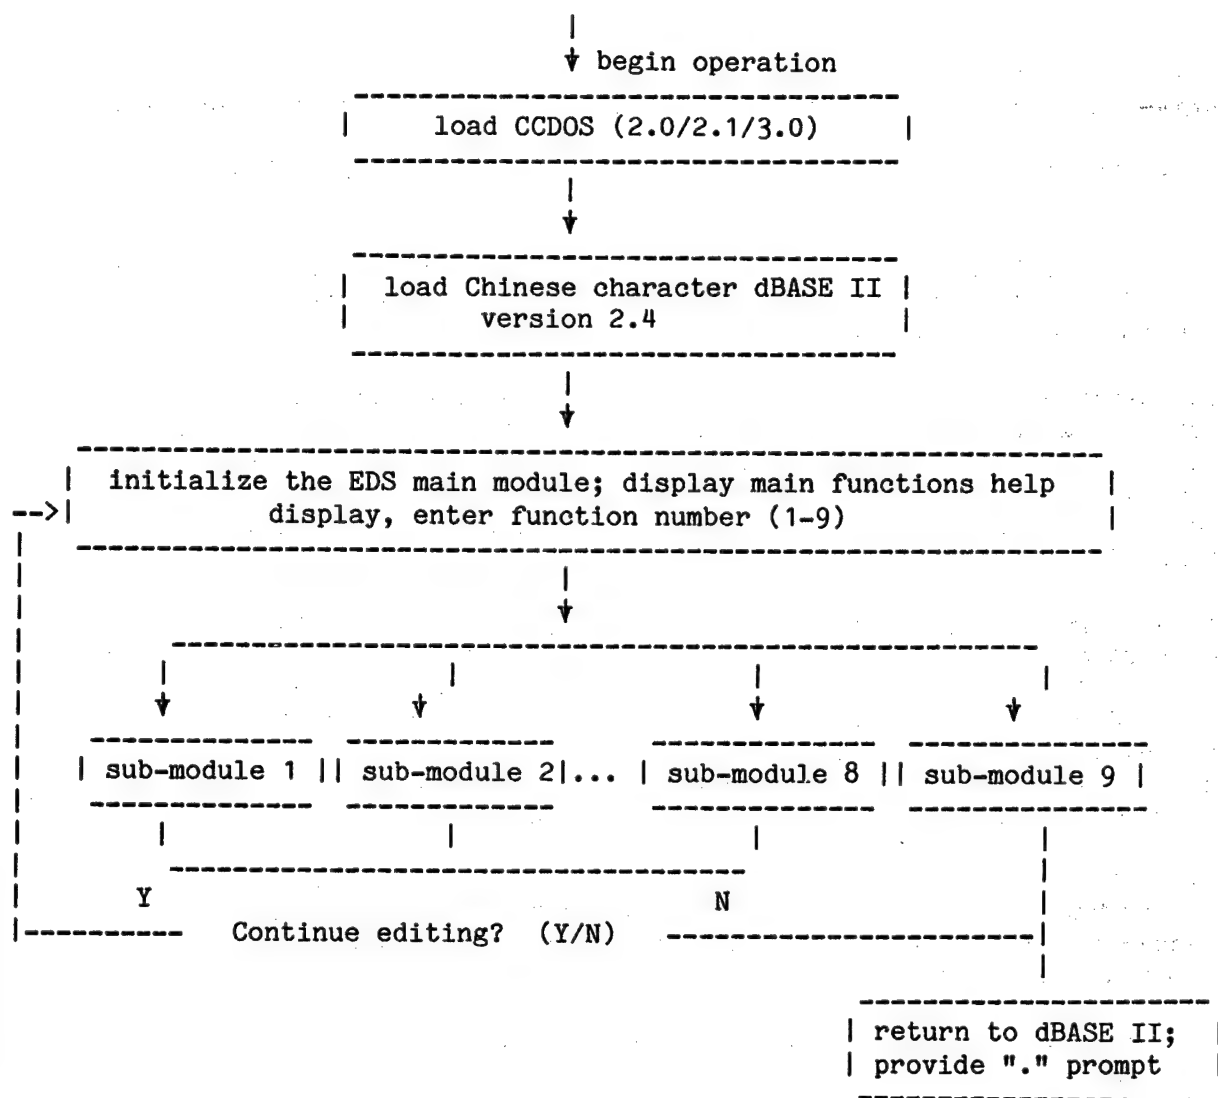 begin operation
load CCDOS (2.0/2.1/3.0)
load Chinese character dBASE II
version 2.4
initialize the EDS main module; display main functions help
display, enter function number (1-9)
sub-module 1 sub-module 2 ... sub-module 8 sub-module 9
Y N
Continue editing? (Y/N)
return to dBASE II;
provide "." prompt